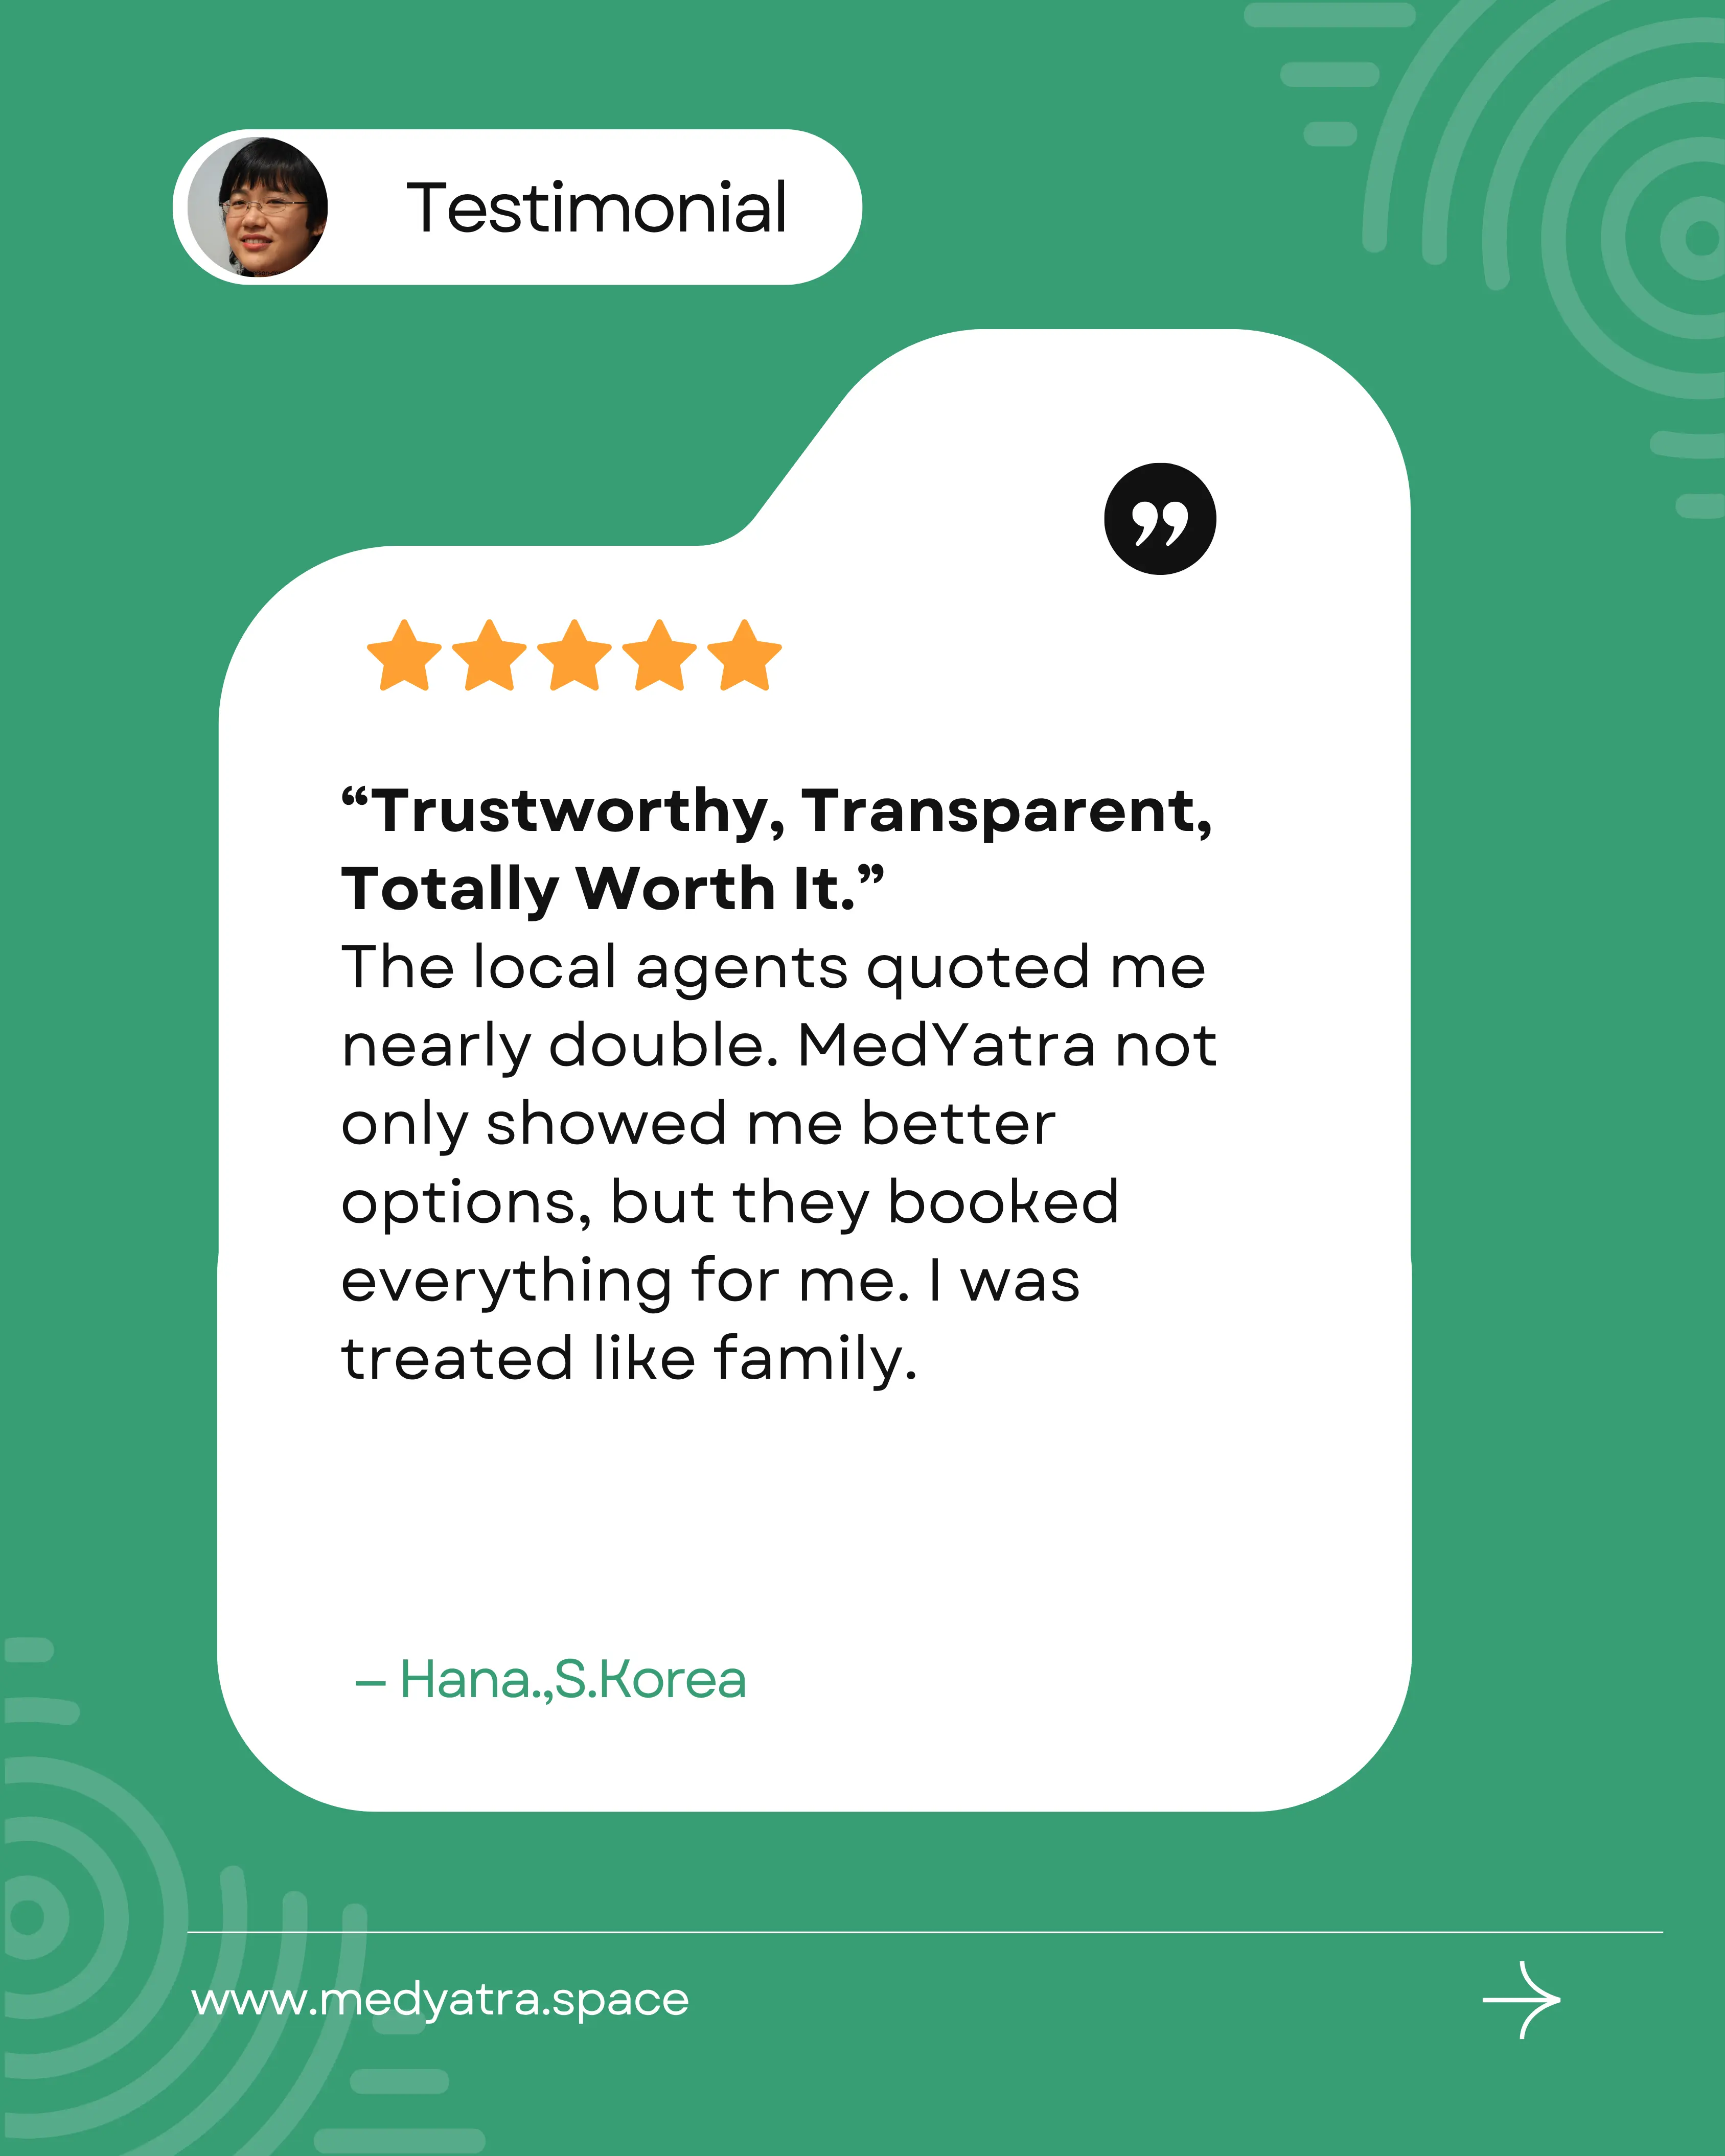 Testimonial
”
“Trustworthy, Transparent,
Totally Worth It.”
The local agents quoted me
nearly double. MedYatra not
only showed me better
options, but they booked
everything for me. I was
treated like family.
– Hana.,S.Korea
www.medyatra.space